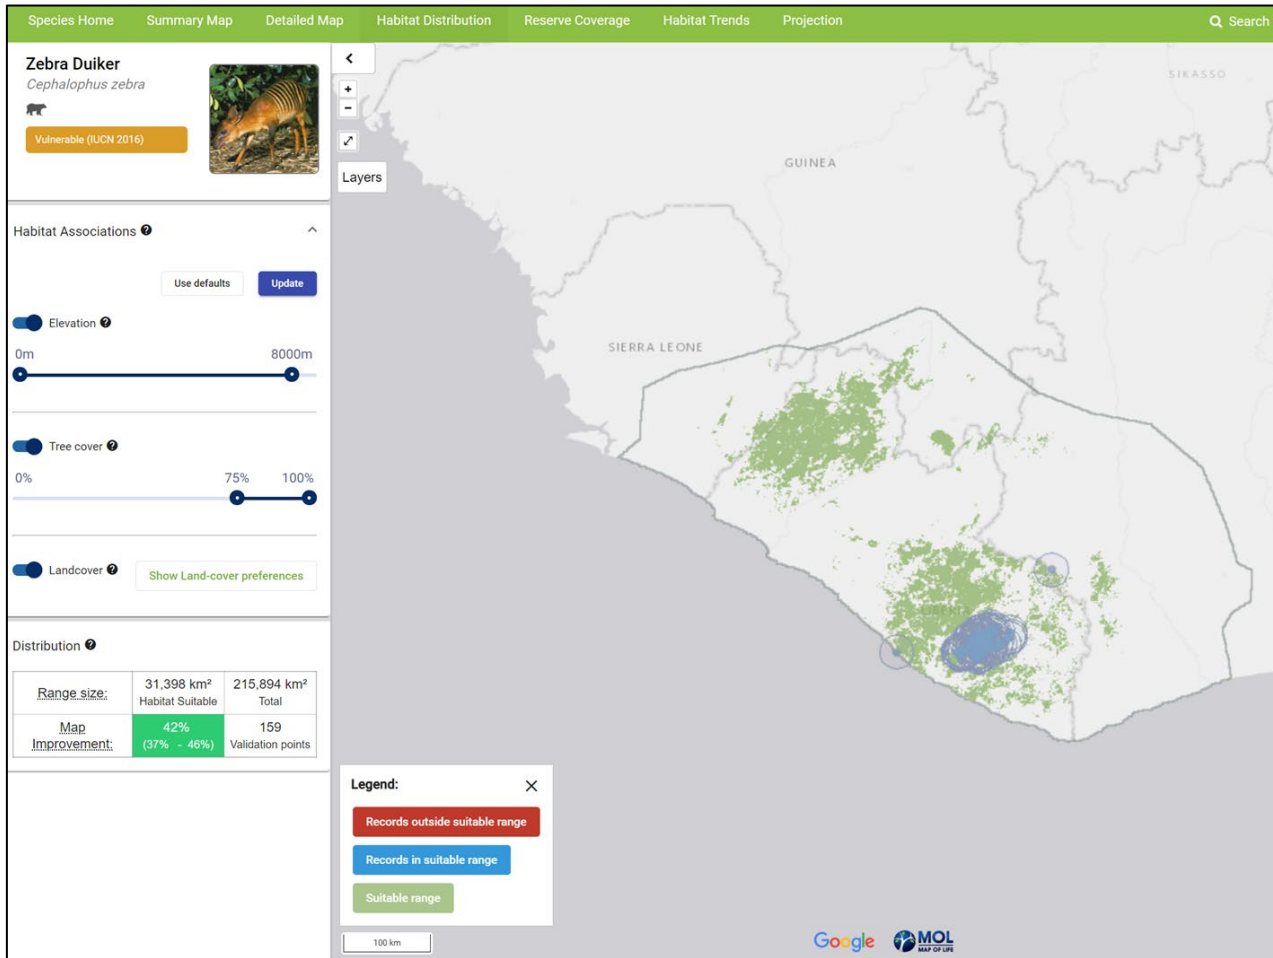 Species Home Summary Map Detailed Map Habitat Distribution Reserve Coverage Habitat Trends Projection Search
Zebra Duiker
Cephalophus zebra
Vulnerable (IUCN 2016)
Layers
Habitat Associations
Use defaults Update
Elevation
0m 8000m
Tree cover
0% 75% 100%
Landcover Show Land-cover preferences
Distribution
Range size: 31,398 km² 215,894 km²
Habitat Suitable Total
Map 42% 159
Improvement: (37% - 46%) Validation points
SIKASSO
GUINEA
SIERRA LEONE
Legend:
Records outside suitable range
Records in suitable range
Suitable range
100 km
Google MOL
MAP OF LIFE